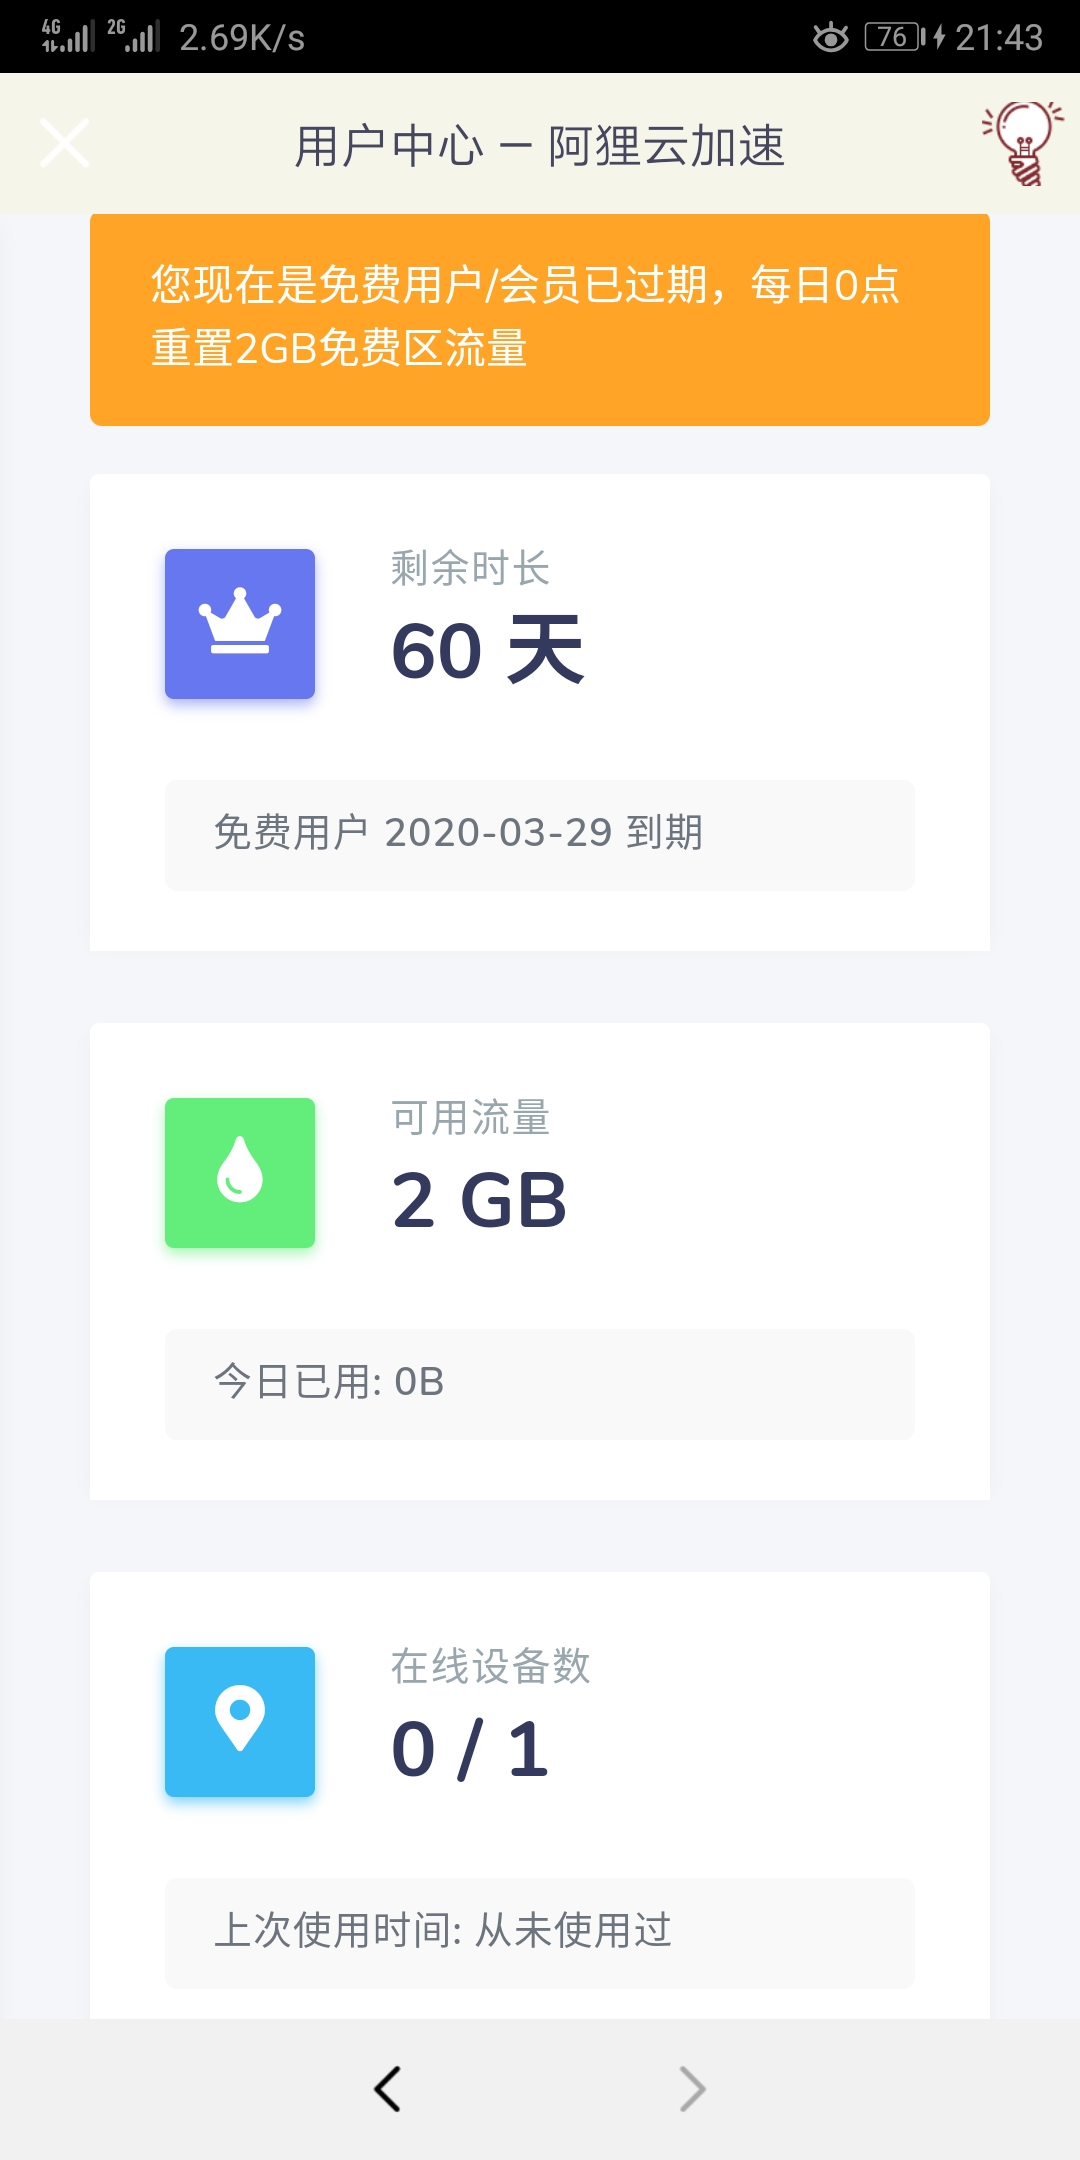 4G 2G 2.69K/s 76 21:43
用户中心 — 阿狸云加速
您现在是免费用户/会员已过期，每日0点
重置2GB免费区流量
剩余时长
60 天
免费用户 2020-03-29 到期
可用流量
2 GB
今日已用: 0B
在线设备数
0 / 1
上次使用时间: 从未使用过